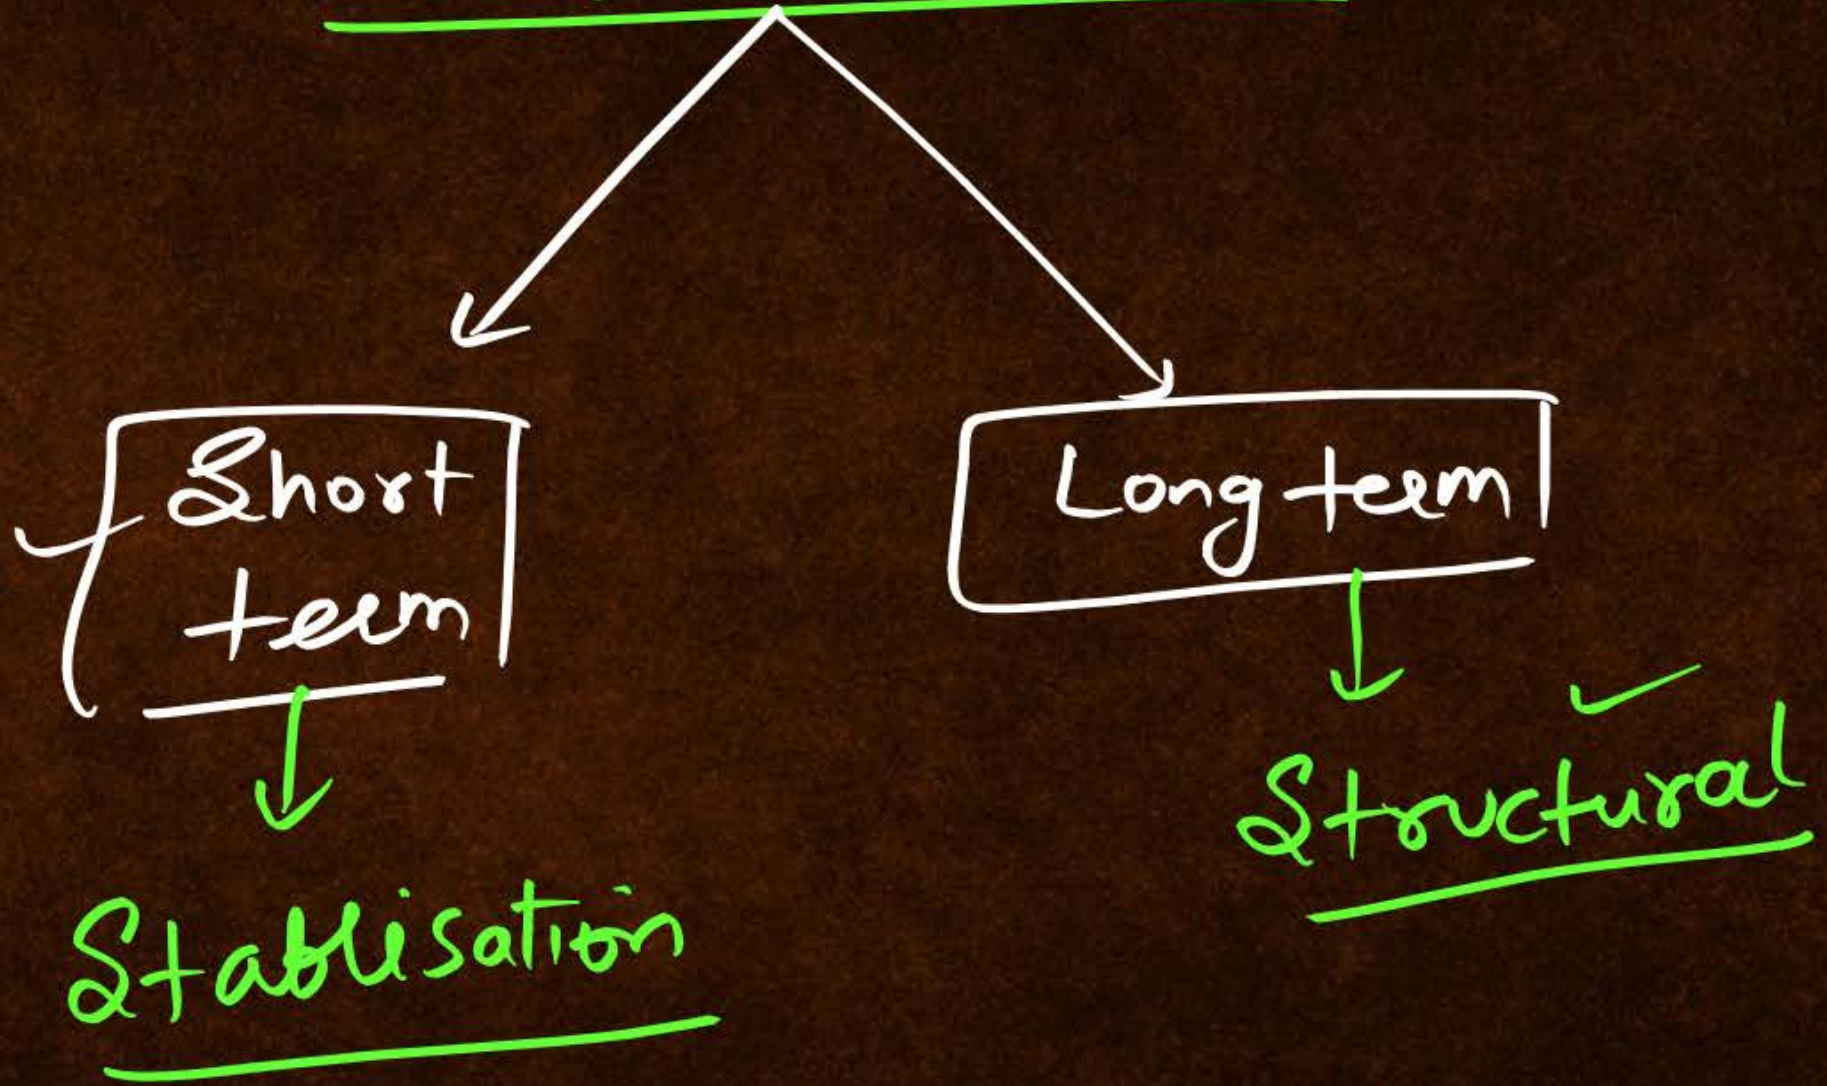 Short
term
Long term
Stablisation
Structural